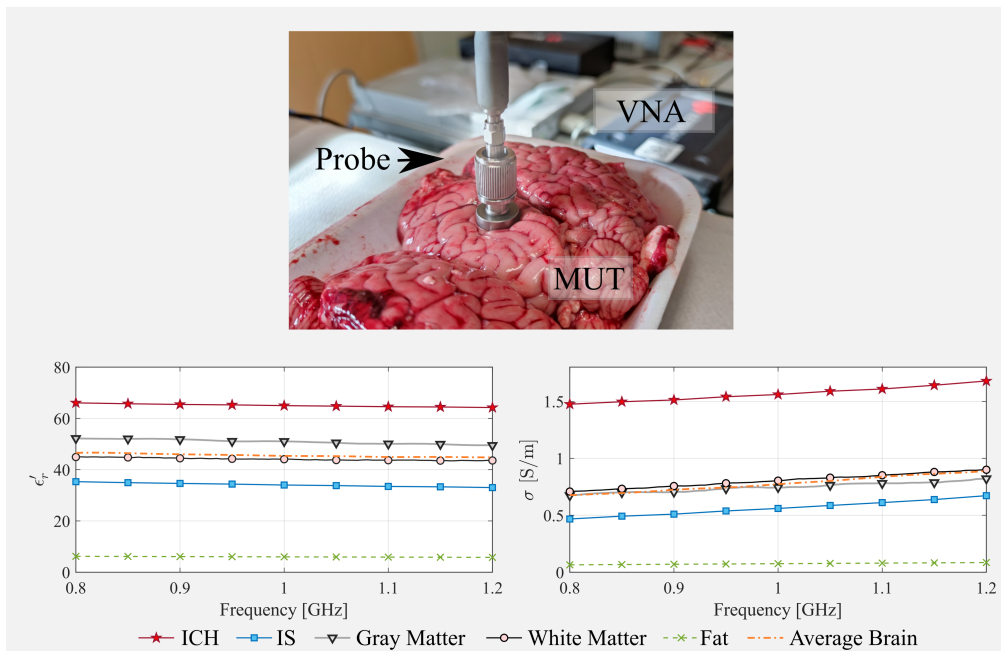 VNA
Probe
MUT
80
60
40
20
0
ϵ′r
0.8 0.9 1 1.1 1.2
Frequency [GHz]
1.5
1
0.5
0
σ [S/m]
0.8 0.9 1 1.1 1.2
Frequency [GHz]
ICH IS Gray Matter White Matter Fat Average Brain